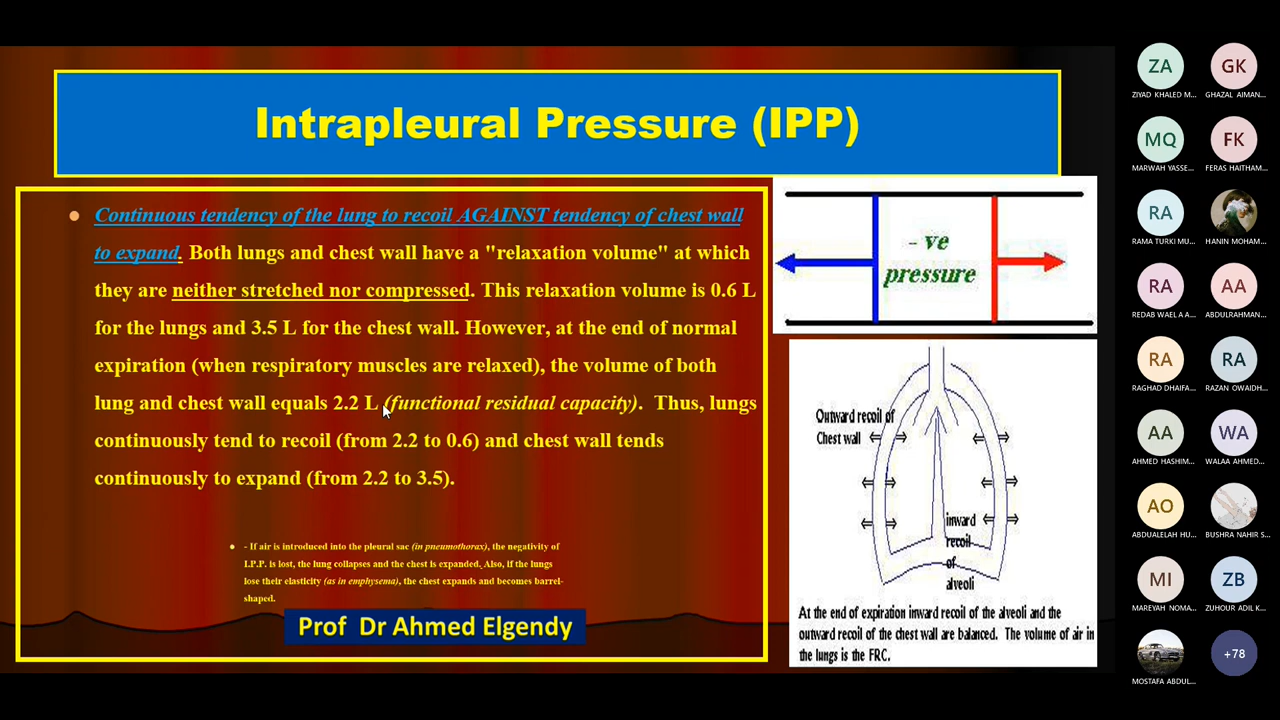 Intrapleural Pressure (IPP)
Continuous tendency of the lung to recoil AGAINST tendency of chest wall
to expand. Both lungs and chest wall have a "relaxation volume" at which
they are neither stretched nor compressed. This relaxation volume is 0.6 L
for the lungs and 3.5 L for the chest wall. However, at the end of normal
expiration (when respiratory muscles are relaxed), the volume of both
lung and chest wall equals 2.2 L (functional residual capacity). Thus, lungs
continuously tend to recoil (from 2.2 to 0.6) and chest wall tends
continuously to expand (from 2.2 to 3.5).
- If air is introduced into the pleural sac (in pneumothorax), the negativity of
I.P.P. is lost, the lung collapses and the chest is expanded. Also, if the lungs
lose their elasticity (as in emphysema), the chest expands and becomes barrel-
shaped.
Prof Dr Ahmed Elgendy
- ve
pressure
Outward recoil of
Chest wall
inward
recoil
of
alveoli
At the end of expiration inward recoil of the alveoli and the
outward recoil of the chest wall are balanced. The volume of air in
the lungs is the FRC.
ZA
GK
ZIYAD KHALED M...
GHAZAL AIMAN...
MQ
FK
MARWAH YASSE...
FERAS HAITHAM...
RA
RAMA TURKI MU...
HANIN MOHAM...
RA
AA
REDAB WAEL A A...
ABDULRAHMAN...
RA
RA
RAGHAD DHAIFA...
RAZAN OWAIDH...
AA
WA
AHMED HASHIM...
WALAA AHMED...
AO
ABDUALELAH HU...
BUSHRA NAHIR S...
MI
ZB
MAREYAH NOMA...
ZUHOUR ADIL K...
+78
MOSTAFA ABDUL...